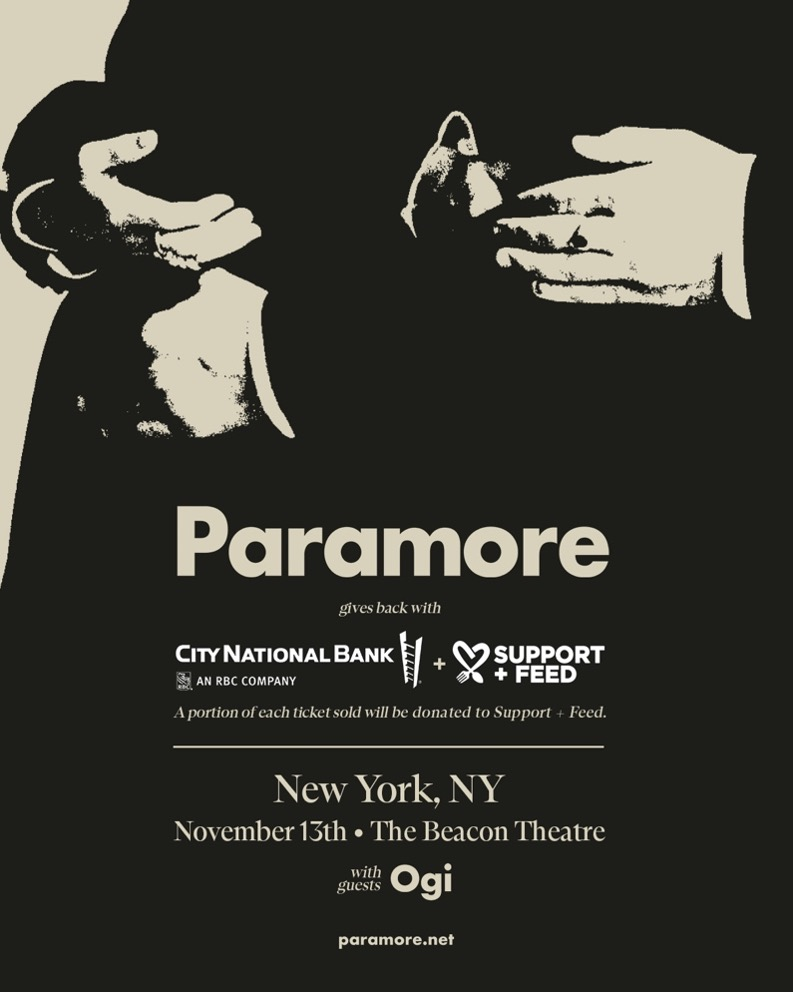 Paramore
gives back with
CITY NATIONAL BANK + SUPPORT + FEED
RBC AN RBC COMPANY
A portion of each ticket sold will be donated to Support + Feed.
New York, NY
November 13th • The Beacon Theatre
with guests Ogi
paramore.net